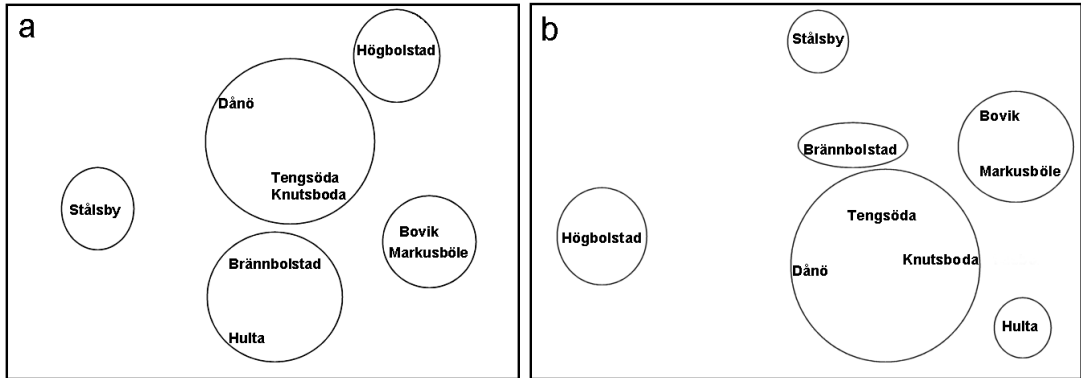 a
Högbolstad
Dånö
Tengsöda
Knutsboda
Stålsby
Bovik
Markusböle
Brännbolstad
Hulta
b
Stålsby
Bovik
Brännbolstad
Markusböle
Tengsöda
Högbolstad
Knutsboda
Dånö
Hulta